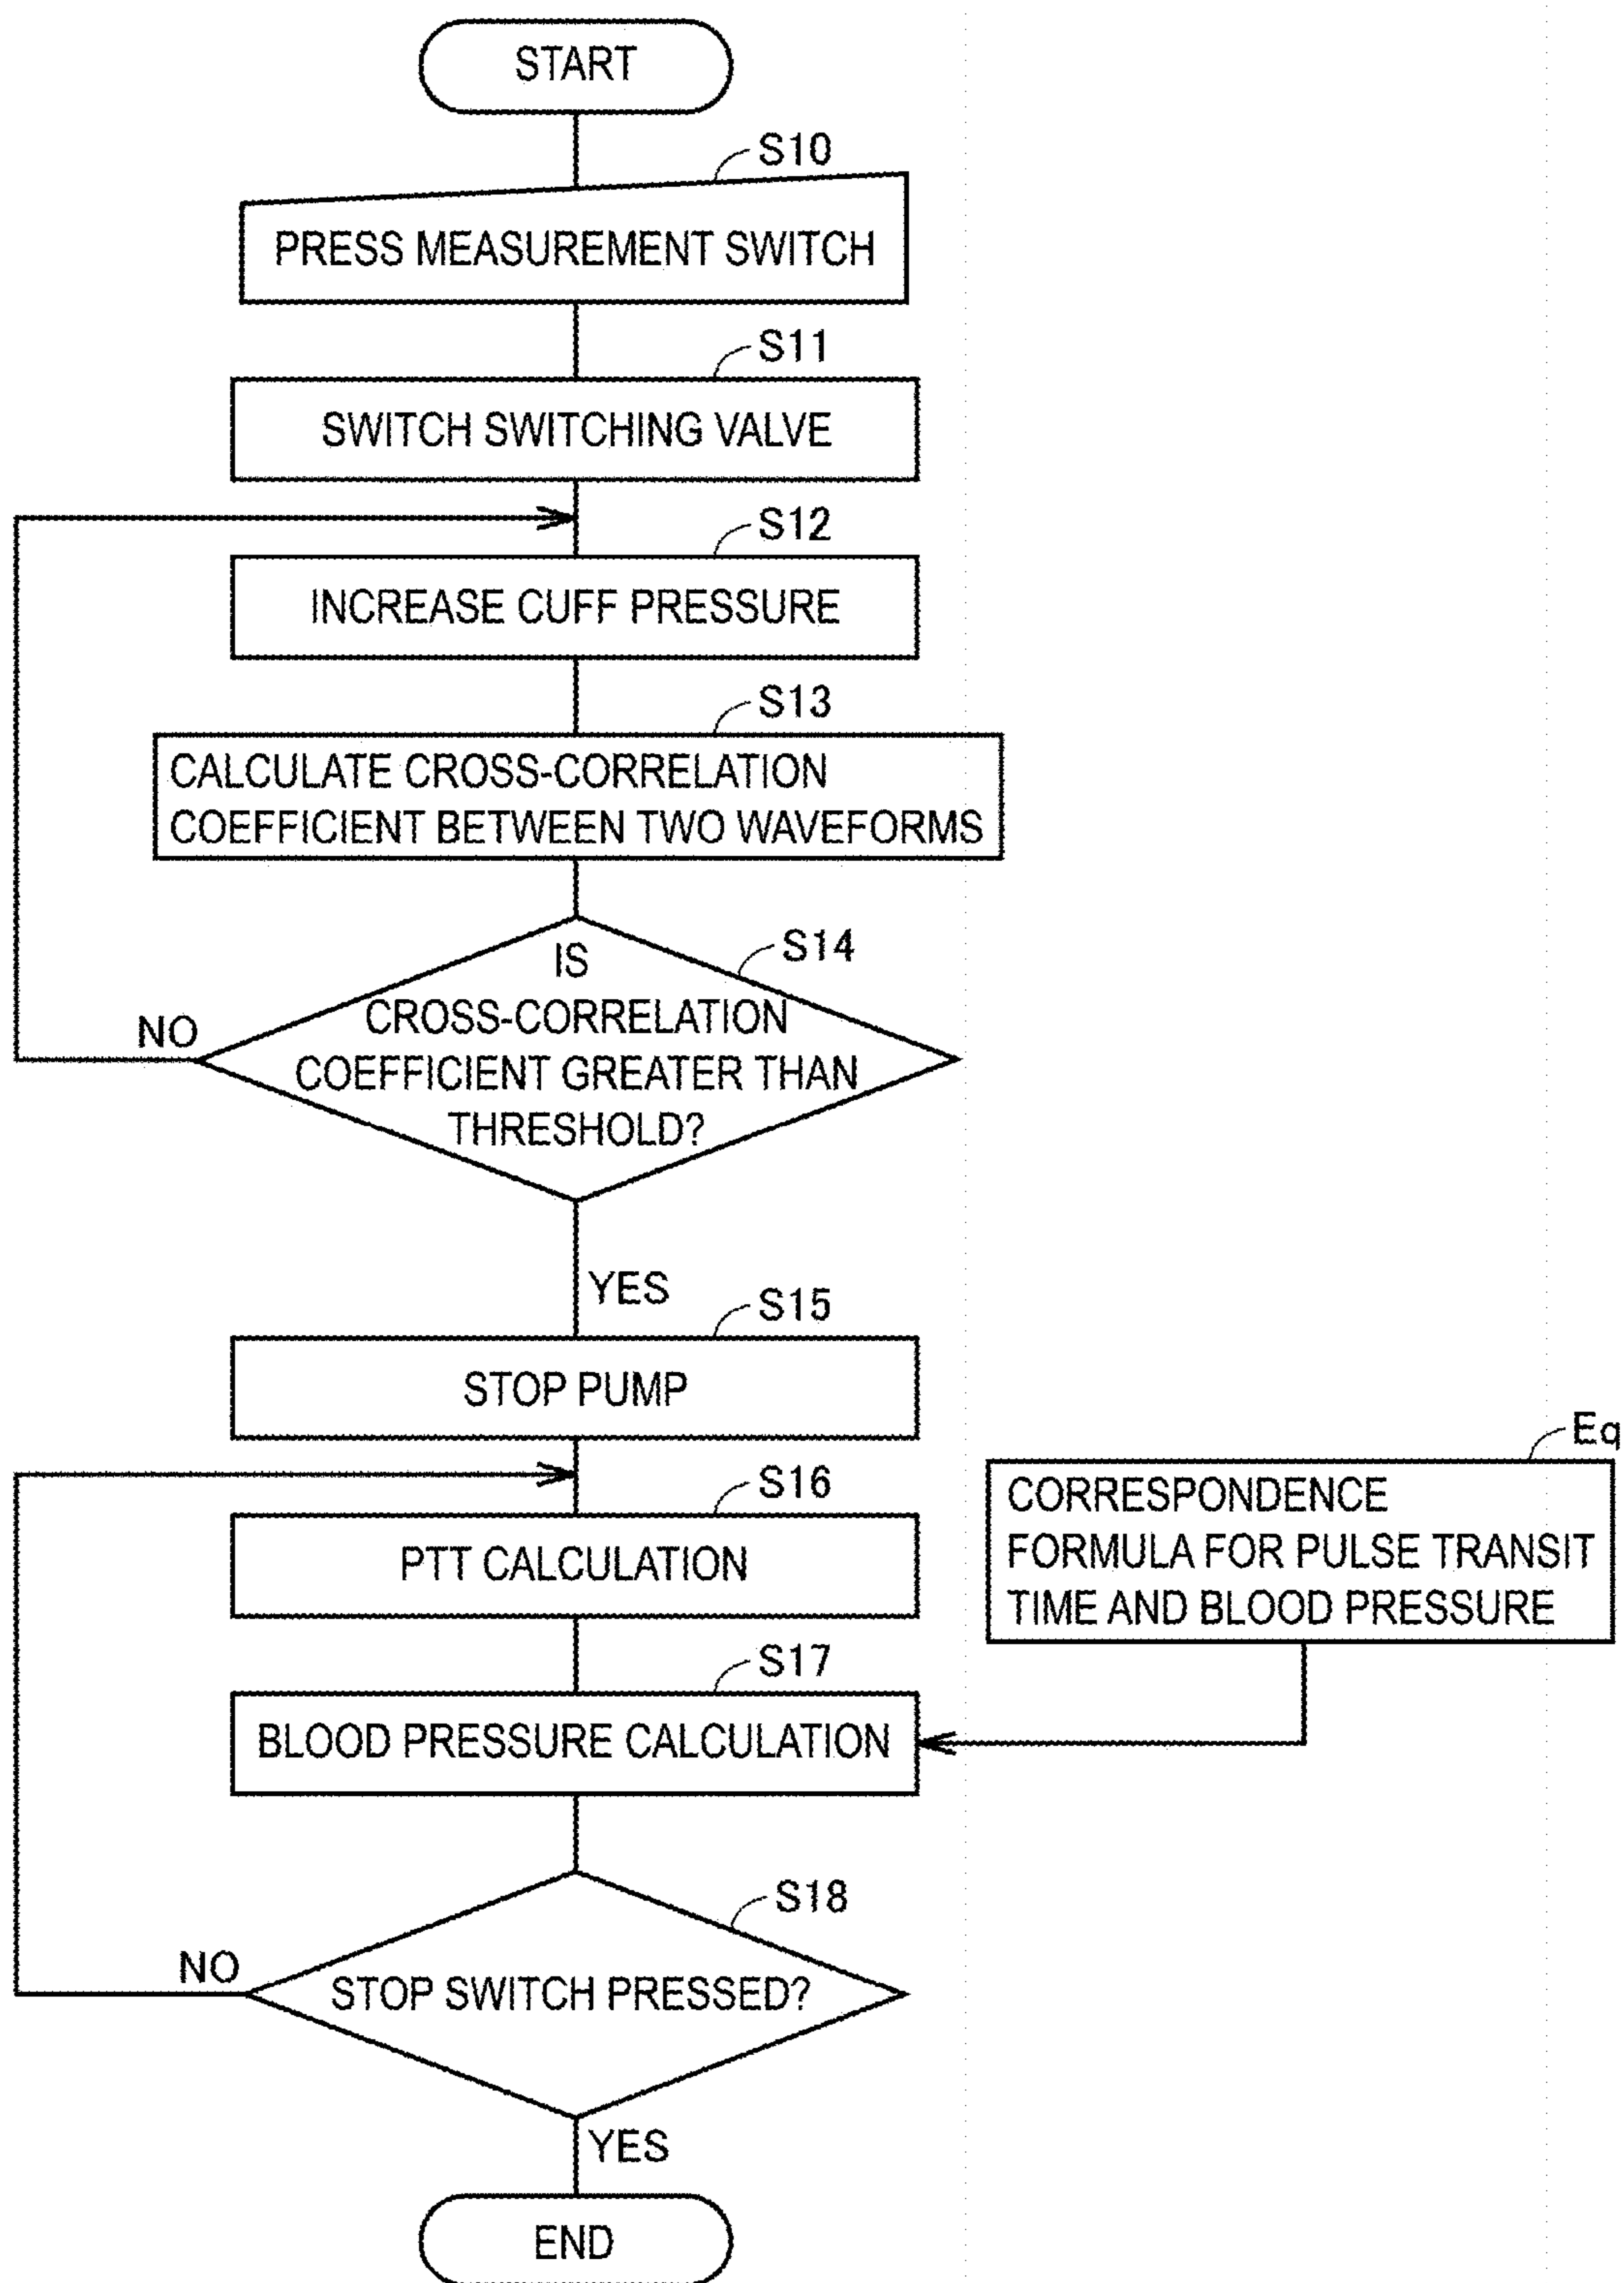 START
S10
PRESS MEASUREMENT SWITCH
S11
SWITCH SWITCHING VALVE
S12
INCREASE CUFF PRESSURE
S13
CALCULATE CROSS-CORRELATION
COEFFICIENT BETWEEN TWO WAVEFORMS
S14
IS
CROSS-CORRELATION
COEFFICIENT GREATER THAN
THRESHOLD?
NO
YES
S15
STOP PUMP
Eq
CORRESPONDENCE
FORMULA FOR PULSE TRANSIT
TIME AND BLOOD PRESSURE
S16
PTT CALCULATION
S17
BLOOD PRESSURE CALCULATION
S18
STOP SWITCH PRESSED?
NO
YES
END